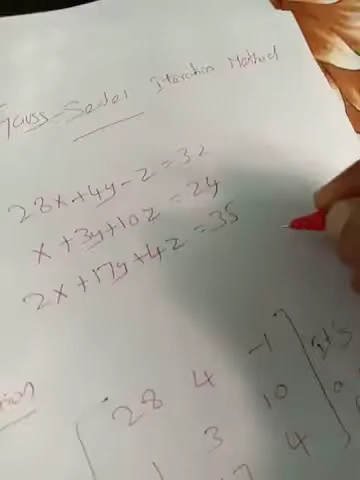 Gauss-Seidel Iteration Method
28x+4y-z=32
x+3y+10z=24
2x+17y+4z=35
28 4 -1 It's
3 10
4